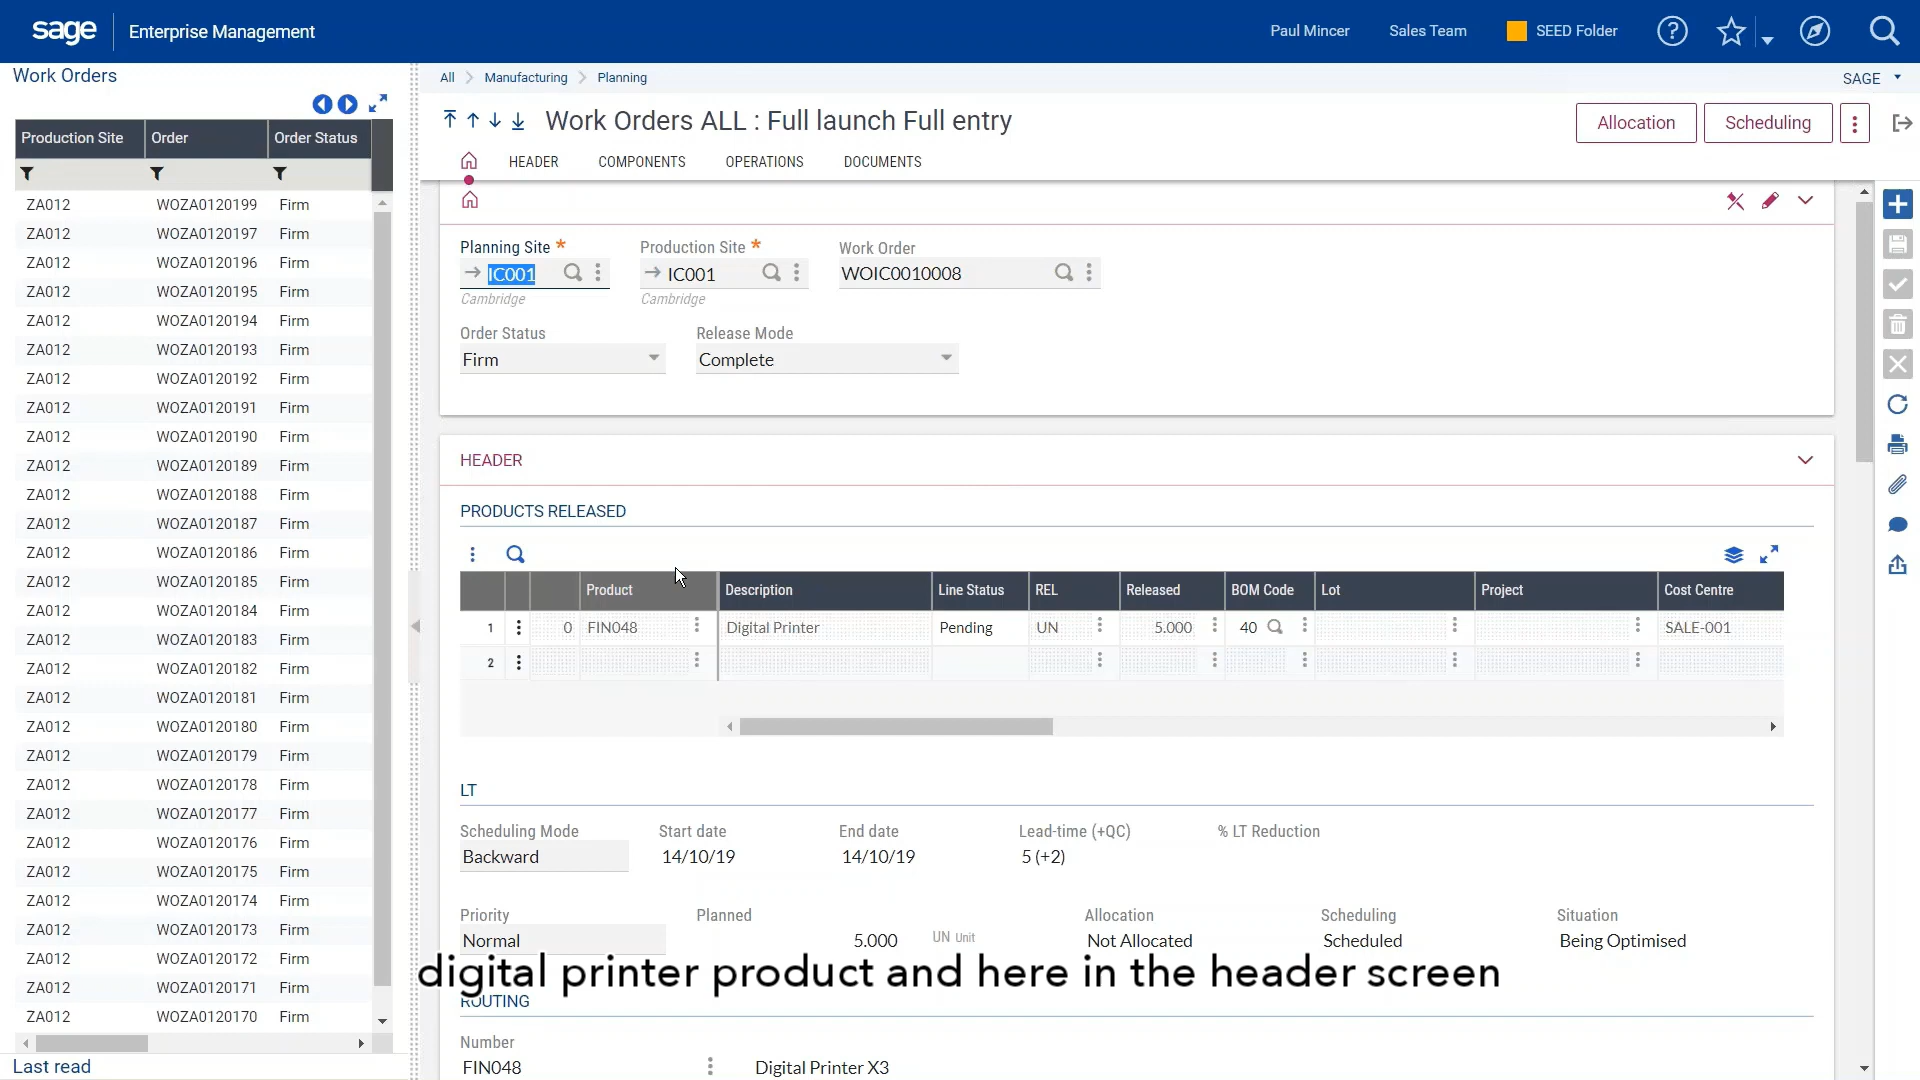 sage Enterprise Management
Paul Mincer Sales Team SEED Folder
Work Orders
All Manufacturing Planning
SAGE
Work Orders ALL : Full launch Full entry
Allocation Scheduling
HEADER COMPONENTS OPERATIONS DOCUMENTS
Production Site Order Order Status
ZA012 WOZA0120199 Firm
ZA012 WOZA0120197 Firm
ZA012 WOZA0120196 Firm
ZA012 WOZA0120195 Firm
ZA012 WOZA0120194 Firm
ZA012 WOZA0120193 Firm
ZA012 WOZA0120192 Firm
ZA012 WOZA0120191 Firm
ZA012 WOZA0120190 Firm
ZA012 WOZA0120189 Firm
ZA012 WOZA0120188 Firm
ZA012 WOZA0120187 Firm
ZA012 WOZA0120186 Firm
ZA012 WOZA0120185 Firm
ZA012 WOZA0120184 Firm
ZA012 WOZA0120183 Firm
ZA012 WOZA0120182 Firm
ZA012 WOZA0120181 Firm
ZA012 WOZA0120180 Firm
ZA012 WOZA0120179 Firm
ZA012 WOZA0120178 Firm
ZA012 WOZA0120177 Firm
ZA012 WOZA0120176 Firm
ZA012 WOZA0120175 Firm
ZA012 WOZA0120174 Firm
ZA012 WOZA0120173 Firm
ZA012 WOZA0120172 Firm
ZA012 WOZA0120171 Firm
ZA012 WOZA0120170 Firm
Last read
Planning Site * Production Site * Work Order
IC001 IC001 WOIC0010008
Cambridge Cambridge
Order Status Release Mode
Firm Complete
HEADER
PRODUCTS RELEASED
Product Description Line Status REL Released BOM Code Lot Project Cost Centre
1 0 FIN048 Digital Printer Pending UN 5.000 40 SALE-001
2
LT
Scheduling Mode Start date End date Lead-time (+QC) % LT Reduction
Backward 14/10/19 14/10/19 5 (+2)
Priority Planned Allocation Scheduling Situation
Normal 5.000 UN Unit Not Allocated Scheduled Being Optimised
digital printer product and here in the header screen
ROUTING
Number
FIN048 Digital Printer X3